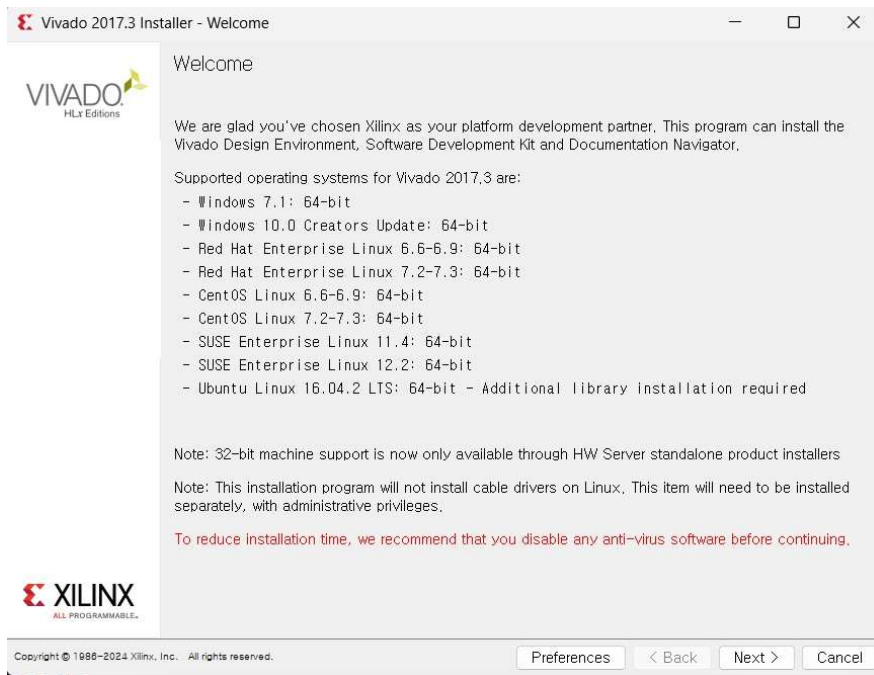 Vivado 2017.3 Installer - Welcome
VIVADO.
HLx Editions
Welcome
We are glad you've chosen Xilinx as your platform development partner. This program can install the
Vivado Design Environment, Software Development Kit and Documentation Navigator.
Supported operating systems for Vivado 2017.3 are:
- Windows 7.1: 64-bit
- Windows 10.0 Creators Update: 64-bit
- Red Hat Enterprise Linux 6.6-6.9: 64-bit
- Red Hat Enterprise Linux 7.2-7.3: 64-bit
- CentOS Linux 6.6-6.9: 64-bit
- CentOS Linux 7.2-7.3: 64-bit
- SUSE Enterprise Linux 11.4: 64-bit
- SUSE Enterprise Linux 12.2: 64-bit
- Ubuntu Linux 16.04.2 LTS: 64-bit - Additional library installation required
Note: 32-bit machine support is now only available through HW Server standalone product installers
Note: This installation program will not install cable drivers on Linux. This item will need to be installed
separately, with administrative privileges.
To reduce installation time, we recommend that you disable any anti-virus software before continuing.
XILINX
ALL PROGRAMMABLE.
Copyright © 1986-2024 Xilinx, Inc. All rights reserved.
Preferences < Back Next > Cancel